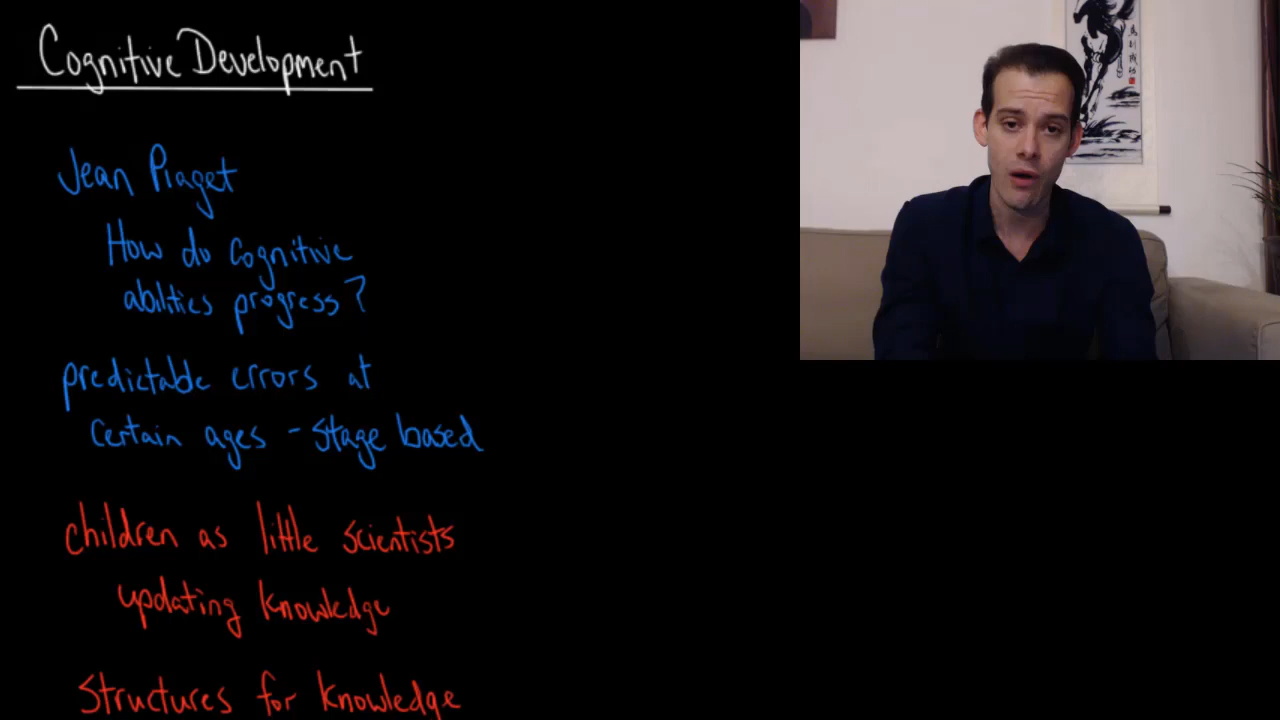 Cognitive Development
Jean Piaget
How do cognitive
abilities progress?
predictable errors at
certain ages - stage based
children as little scientists
updating knowledge
structures for knowledge